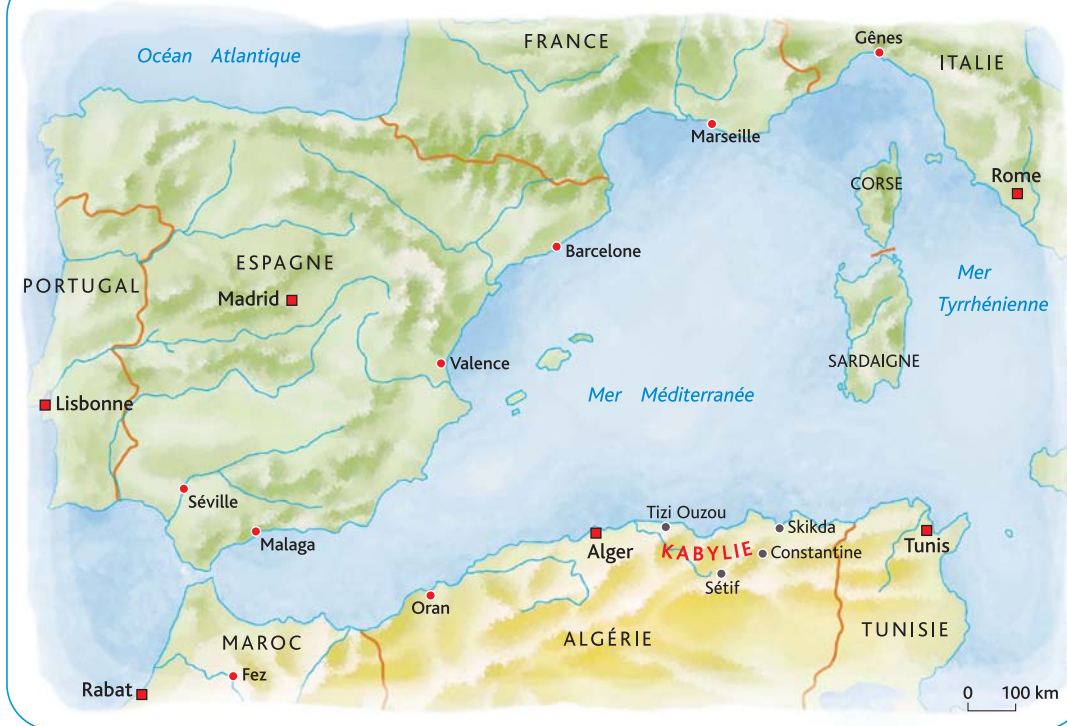 FRANCE
Gênes
Océan Atlantique
ITALIE
Marseille
CORSE
Rome
Barcelone
ESPAGNE
Mer
Tyrrhénienne
PORTUGAL
Madrid
Valence
SARDAIGNE
Mer Méditerranée
Lisbonne
Séville
Malaga
Tizi Ouzou
Skikda
Alger
KABYLIE
Constantine
Tunis
Sétif
Oran
MAROC
ALGÉRIE
TUNISIE
Fez
Rabat
0 100 km